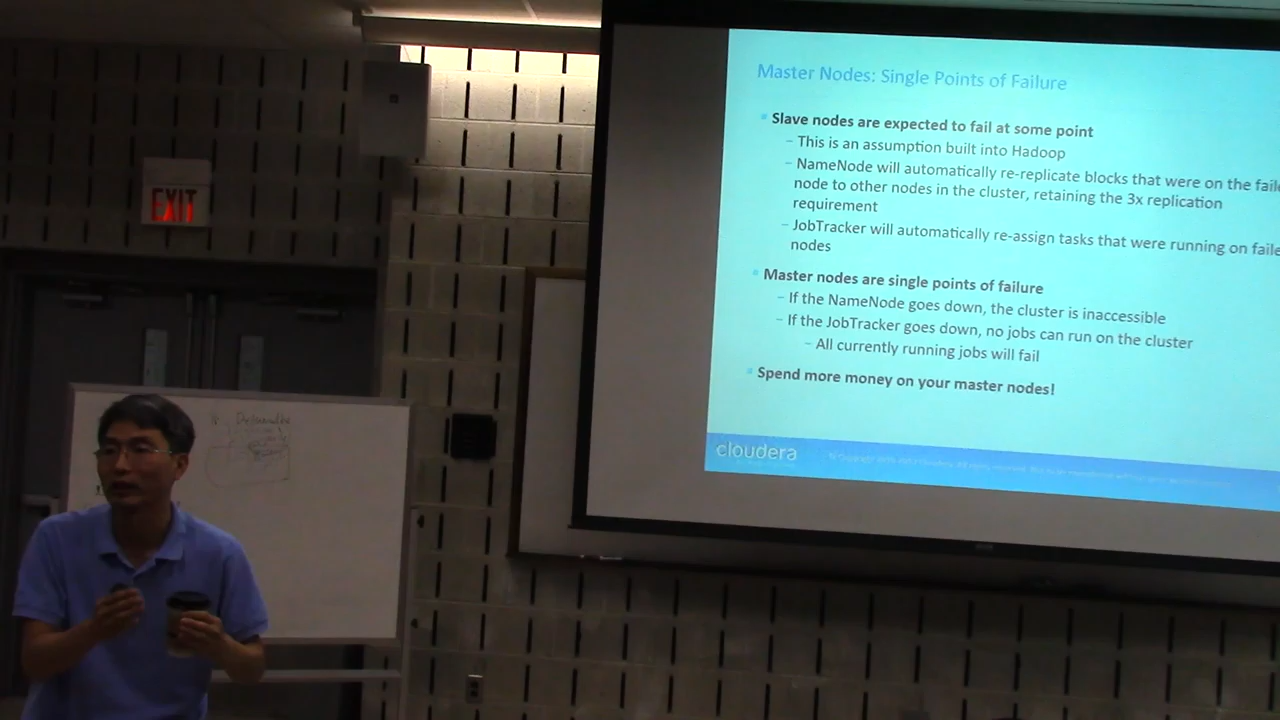 EXIT
Master Nodes: Single Points of Failure
Slave nodes are expected to fail at some point
– This is an assumption built into Hadoop
– NameNode will automatically re-replicate blocks that were on the faile
node to other nodes in the cluster, retaining the 3x replication
requirement
– JobTracker will automatically re-assign tasks that were running on faile
nodes
Master nodes are single points of failure
– If the NameNode goes down, the cluster is inaccessible
– If the JobTracker goes down, no jobs can run on the cluster
– All currently running jobs will fail
Spend more money on your master nodes!
cloudera